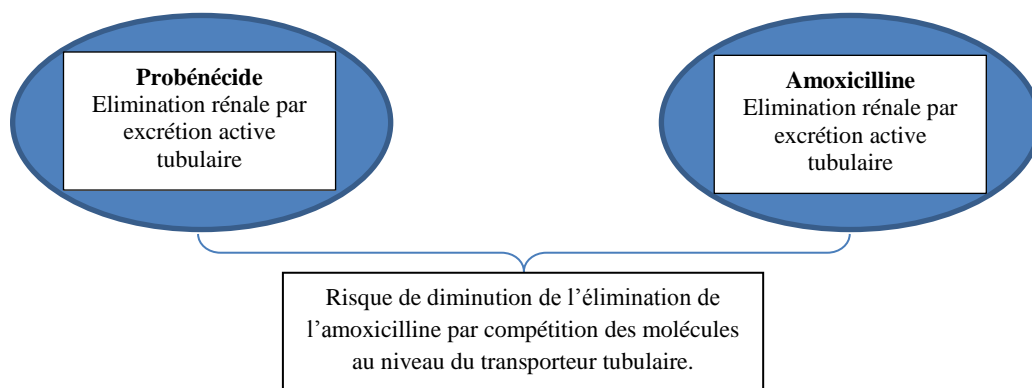 Probénécide
Elimination rénale par
excrétion active
tubulaire
Amoxicilline
Elimination rénale par
excrétion active
tubulaire
Risque de diminution de l’élimination de
l’amoxicilline par compétition des molécules
au niveau du transporteur tubulaire.